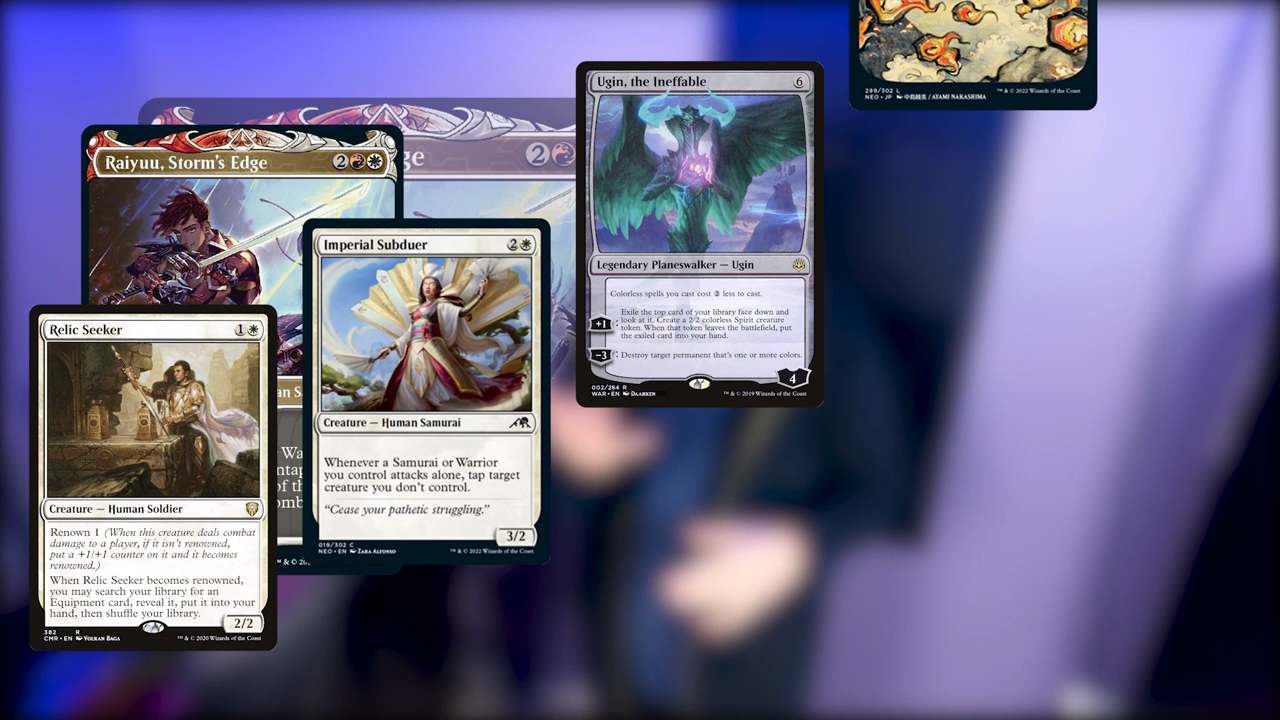 299/302 L
NEO • JP 中島綾美 / AYAMI NAKASHIMA
™ & © 2022 Wizards of the Coast
Ugin, the Ineffable 6
Legendary Planeswalker — Ugin
Colorless spells you cast cost 2 less to cast.
+1: Exile the top card of your library face down and
look at it. Create a 2/2 colorless Spirit creature
token. When that token leaves the battlefield, put
the exiled card into your hand.
−3: Destroy target permanent that's one or more colors.
4
002/264 R
WAR • EN DAARKEN
™ & © 2019 Wizards of the Coast
ge 2
Raiyuu, Storm's Edge 2
Imperial Subduer 2
Creature — Human Samurai
Whenever a Samurai or Warrior
you control attacks alone, tap target
creature you don't control.
"Cease your pathetic struggling."
3/2
019/302 C
NEO • EN ZARA ALFONSO
™ & © 2022 Wizards of the Coast
Relic Seeker 1
Creature — Human Soldier
Renown 1 (When this creature deals combat
damage to a player, if it isn't renowned,
put a +1/+1 counter on it and it becomes
renowned.)
When Relic Seeker becomes renowned,
you may search your library for an
Equipment card, reveal it, put it into your
hand, then shuffle your library.
2/2
382 R
CMR • EN VOLKAN BAGA
™ & © 2020 Wizards of the Coast